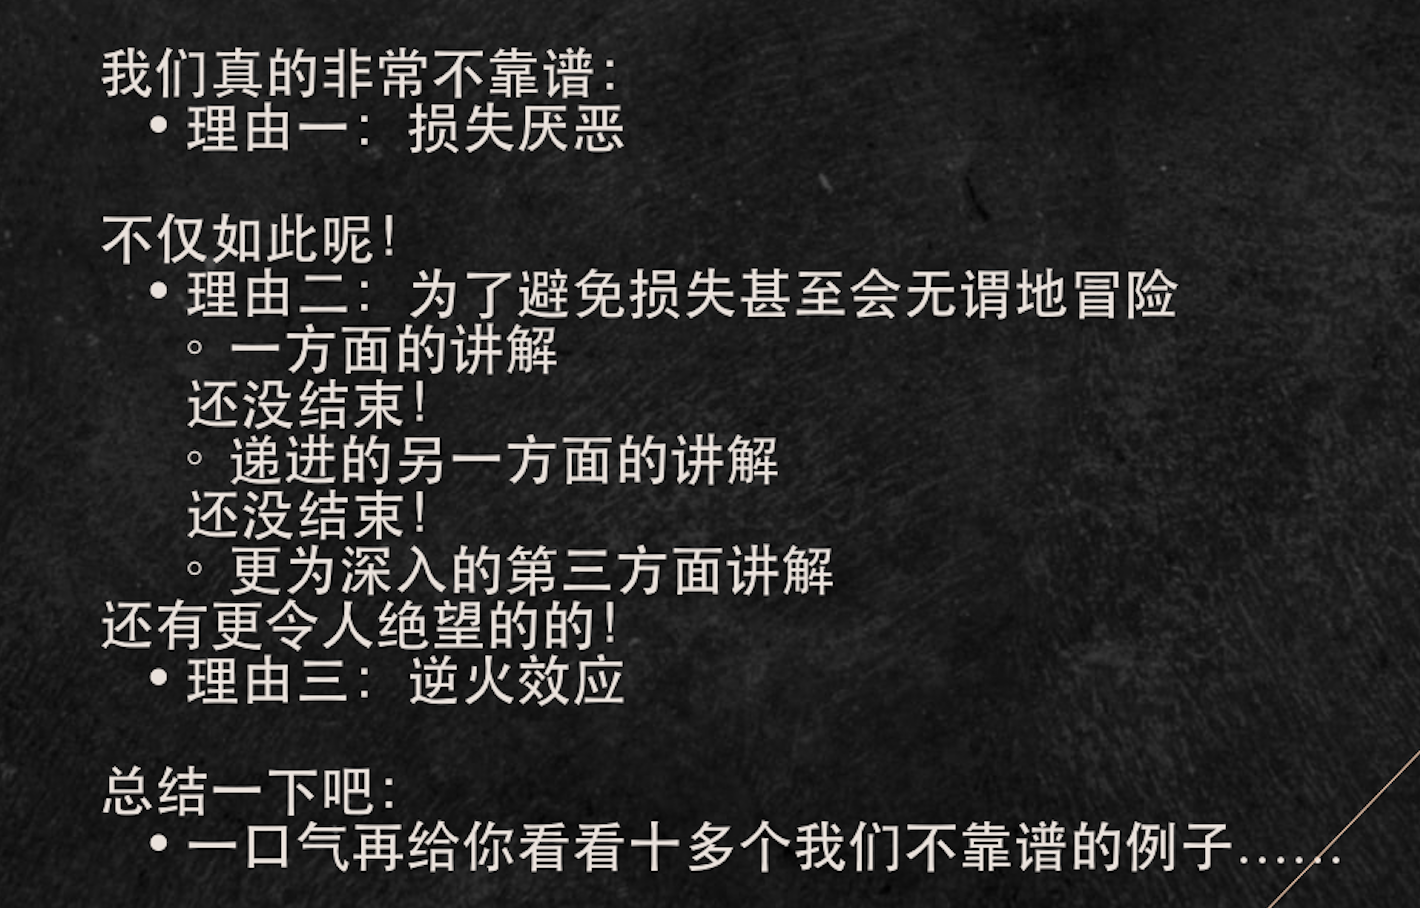 我们真的非常不靠谱：
• 理由一：损失厌恶
不仅如此呢！
• 理由二：为了避免损失甚至会无谓地冒险
◦ 一方面的讲解
还没结束！
◦ 递进的另一方面的讲解
还没结束！
◦ 更为深入的第三方面讲解
还有更令人绝望的的！
• 理由三：逆火效应
总结一下吧：
• 一口气再给你看看十多个我们不靠谱的例子……